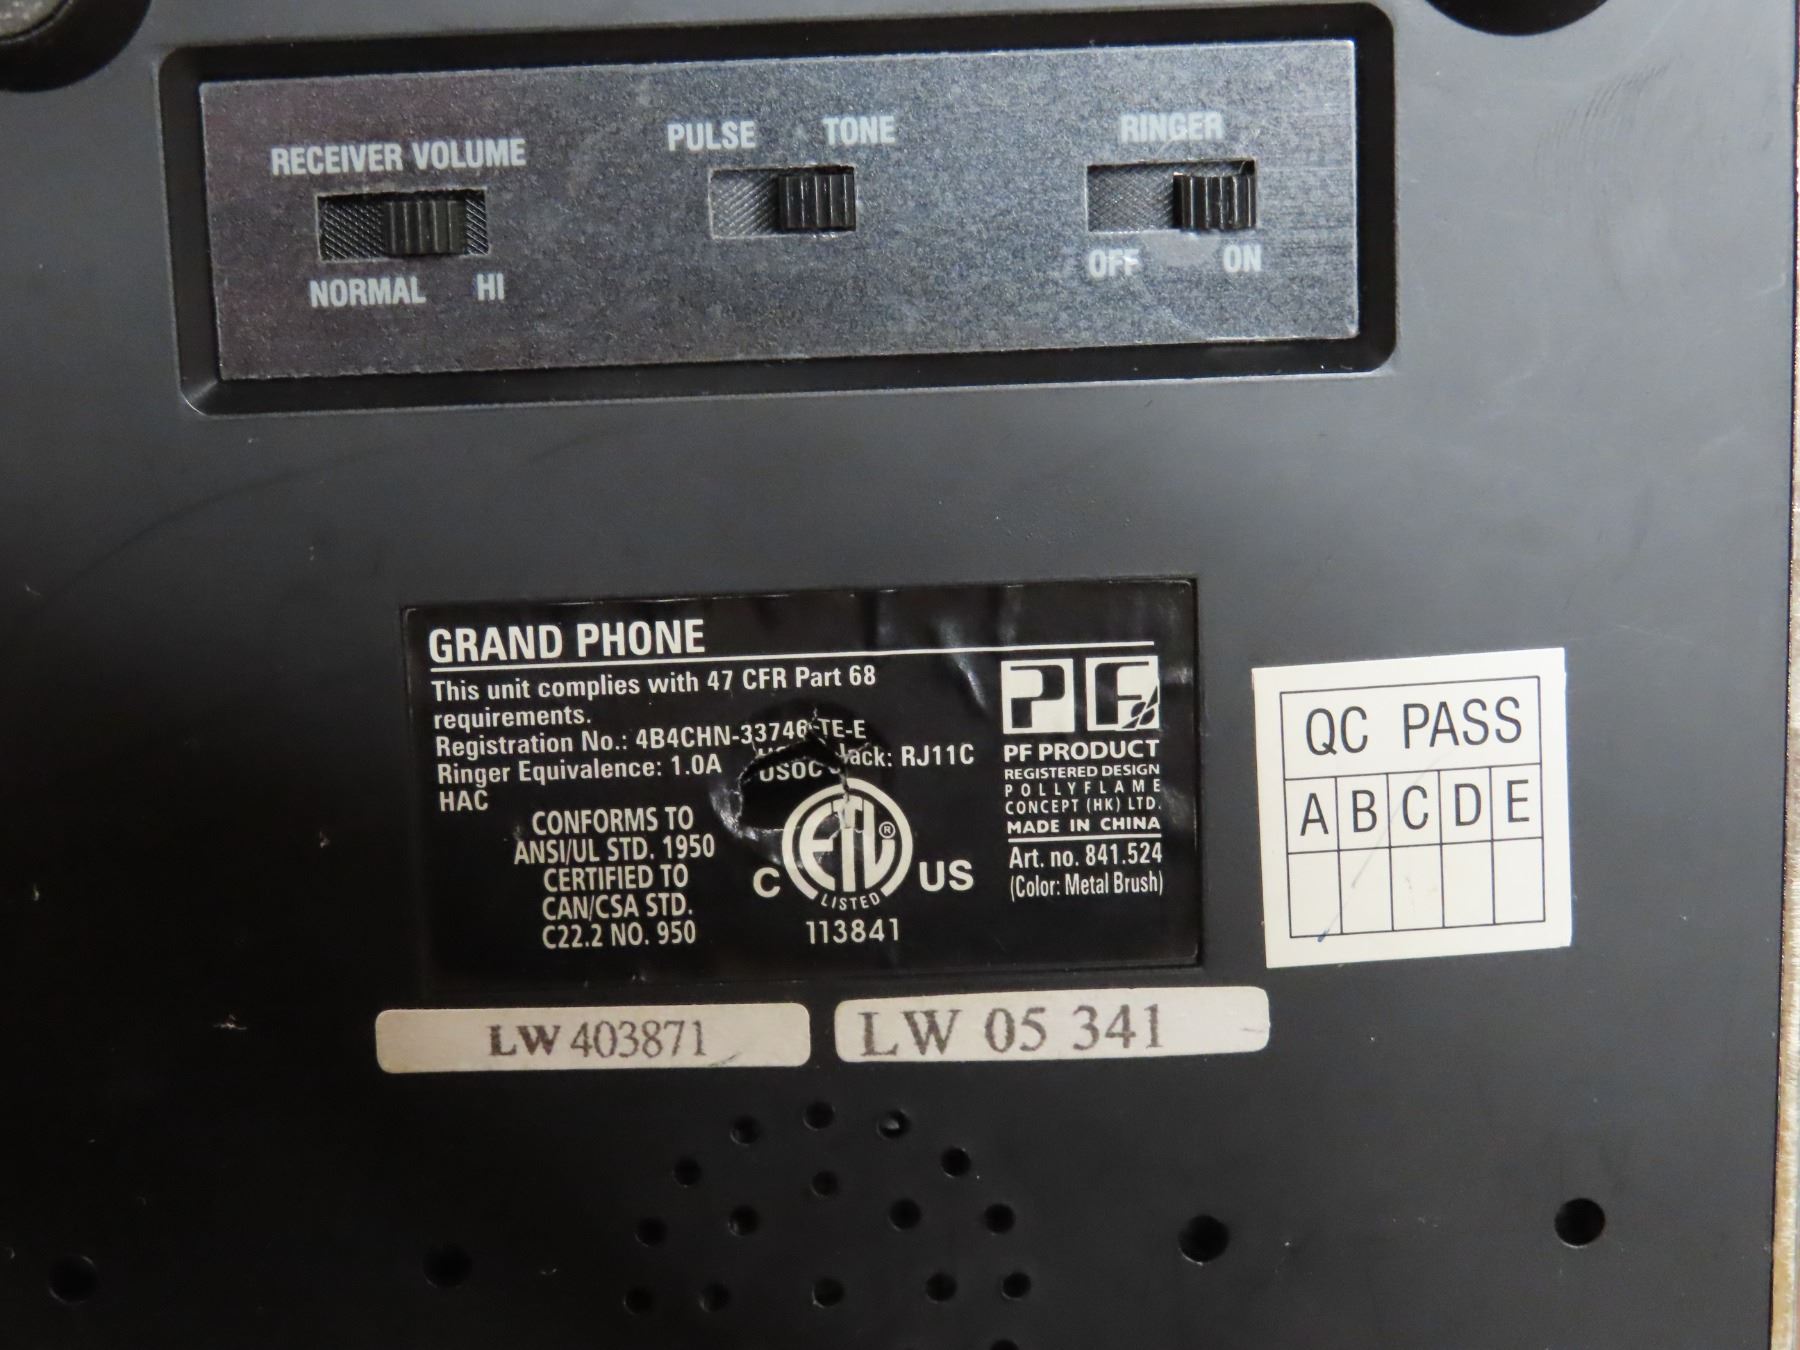 RECEIVER VOLUME
PULSE TONE
RINGER
NORMAL HI
OFF ON
GRAND PHONE
This unit complies with 47 CFR Part 68
requirements.
Registration No.: 4B4CHN-33746-TE-E
Ringer Equivalence: 1.0A USOC Jack: RJ11C
HAC
CONFORMS TO
ANSI/UL STD. 1950
CERTIFIED TO
CAN/CSA STD.
C22.2 NO. 950
C ETL® US
LISTED
113841
PF
PF PRODUCT
REGISTERED DESIGN
POLLYFLAME
CONCEPT (HK) LTD.
MADE IN CHINA
Art. no. 841.524
(Color: Metal Brush)
QC PASS
A B C D E
LW 403871
LW 05 341